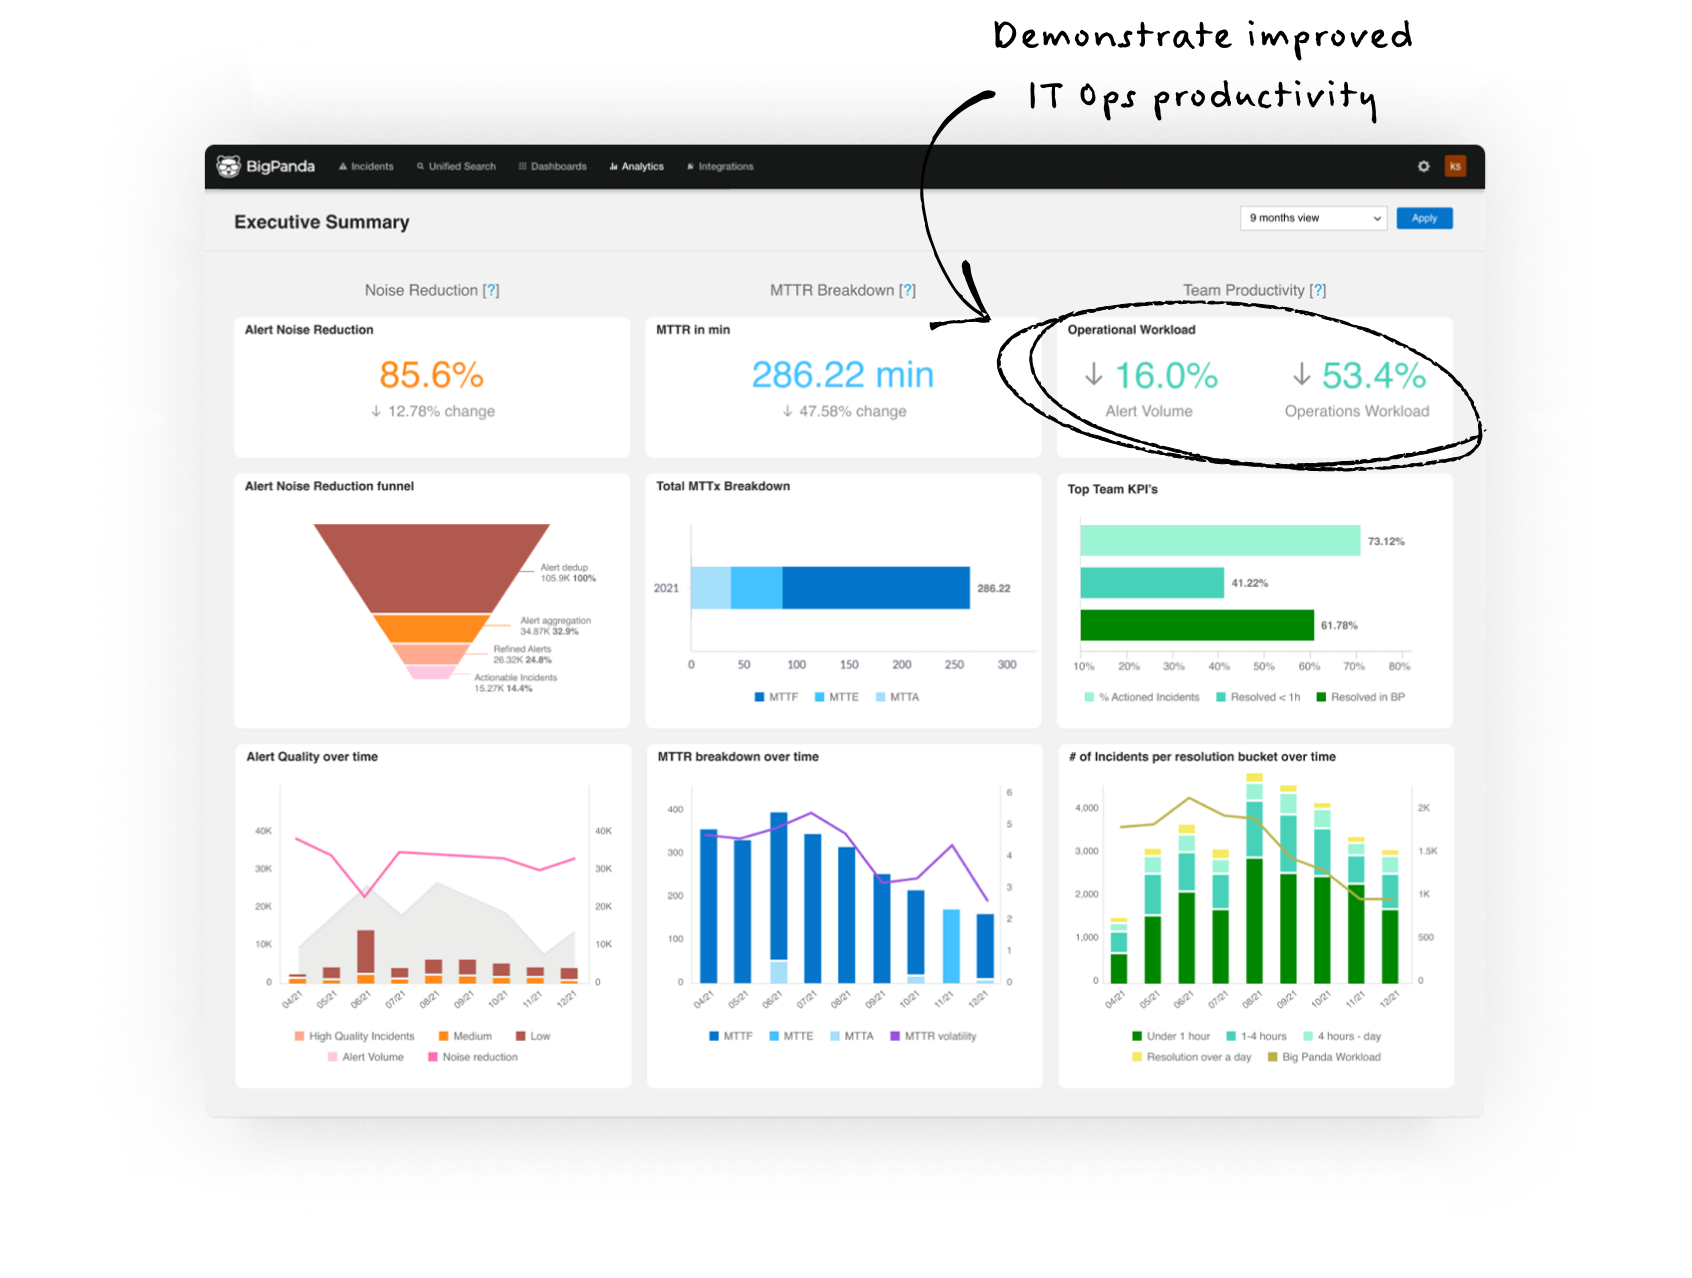 Demonstrate improved
IT Ops productivity
BigPanda
Incidents
Unified Search
Dashboards
Analytics
Integrations
ks
Executive Summary
9 months view
Apply
Noise Reduction [?]
MTTR Breakdown [?]
Team Productivity [?]
Alert Noise Reduction
85.6%
↓ 12.78% change
MTTR in min
286.22 min
↓ 47.58% change
Operational Workload
↓ 16.0%
Alert Volume
↓ 53.4%
Operations Workload
Alert Noise Reduction funnel
Alert dedup
105.9K 100%
Alert aggregation
34.87K 32.9%
Refined Alerts
26.32K 24.8%
Actionable Incidents
15.27K 14.4%
Total MTTx Breakdown
2021
286.22
0 50 100 150 200 250 300
MTTF MTTE MTTA
Top Team KPI's
73.12%
41.22%
61.78%
10% 20% 30% 40% 50% 60% 70% 80%
% Actioned Incidents Resolved < 1h Resolved in BP
Alert Quality over time
40K 40K
30K 30K
20K 20K
10K 10K
0 0
04/21 05/21 06/21 07/21 08/21 09/21 10/21 11/21 12/21
High Quality Incidents Medium Low
Alert Volume Noise reduction
MTTR breakdown over time
6
400
5
300
4
3
200
2
100
1
0 0
04/21 05/21 06/21 07/21 08/21 09/21 10/21 11/21 12/21
MTTF MTTE MTTA MTTR volatility
# of Incidents per resolution bucket over time
4,000 2K
3,000 1.5K
2,000 1K
1,000 500
0 0
04/21 05/21 06/21 07/21 08/21 09/21 10/21 11/21 12/21
Under 1 hour 1-4 hours 4 hours - day
Resolution over a day Big Panda Workload